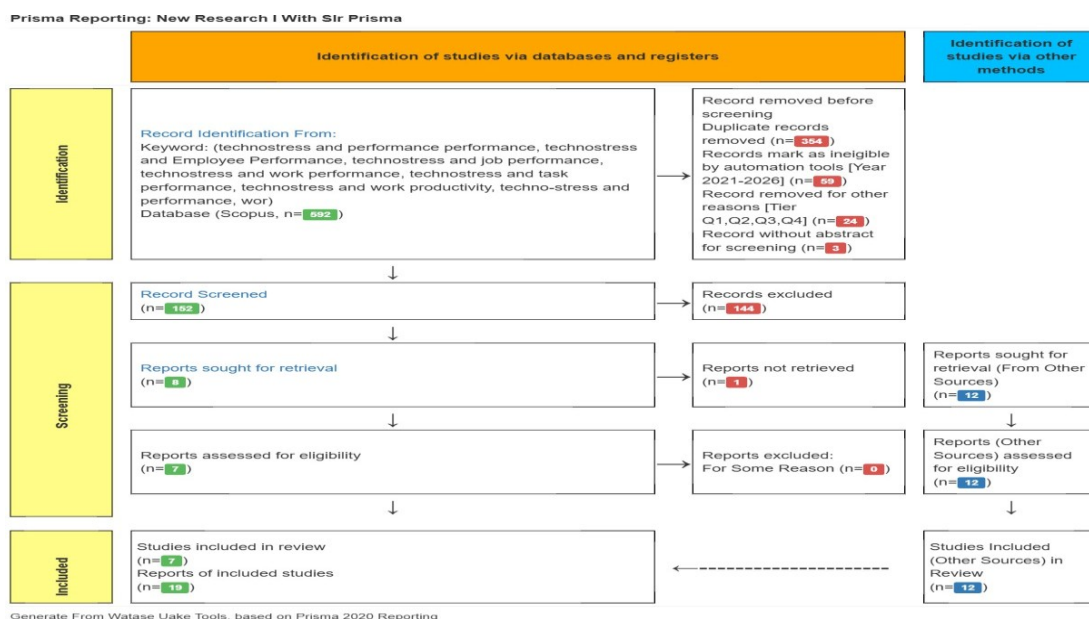 Prisma Reporting: New Research I With Slr Prisma
Identification of studies via databases and registers
Identification of
studies via other
methods
Identification
Record Identification From:
Keyword: (technostress and performance performance, technostress
and Employee Performance, technostress and job performance,
technostress and work performance, technostress and task
performance, technostress and work productivity, techno-stress and
performance, wor)
Database (Scopus, n=592)
Record removed before
screening
Duplicate records
removed (n=354)
Records mark as ineigible
by automation tools [Year
2021-2026] (n=59)
Record removed for other
reasons [Tier
Q1,Q2,Q3,Q4] (n=24)
Record without abstract
for screening (n=3)
Screening
Record Screened
(n=152)
Records excluded
(n=144)
Reports sought for retrieval
(n=8)
Reports not retrieved
(n=1)
Reports sought for
retrieval (From Other
Sources)
(n=12)
Reports assessed for eligibility
(n=7)
Reports excluded:
For Some Reason (n=0)
Reports (Other
Sources) assessed
for eligibility
(n=12)
Included
Studies included in review
(n=7)
Reports of included studies
(n=19)
Studies Included
(Other Sources) in
Review
(n=12)
Generate From Watase Uake Tools, based on Prisma 2020 Reporting